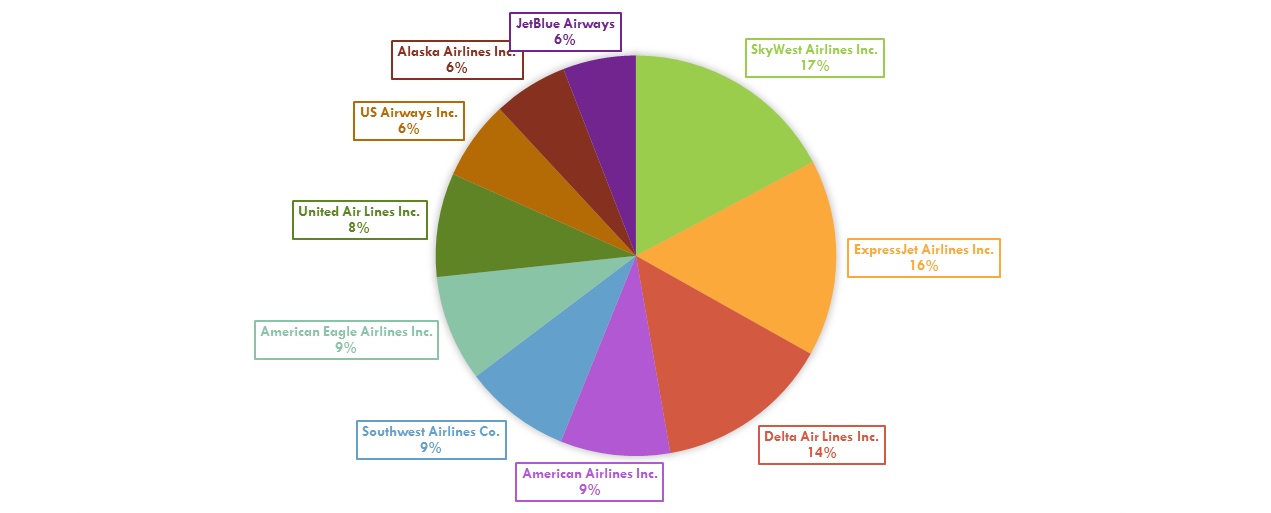 JetBlue Airways
6%
SkyWest Airlines Inc.
17%
Alaska Airlines Inc.
6%
US Airways Inc.
6%
United Air Lines Inc.
8%
ExpressJet Airlines Inc.
16%
American Eagle Airlines Inc.
9%
Southwest Airlines Co.
9%
Delta Air Lines Inc.
14%
American Airlines Inc.
9%